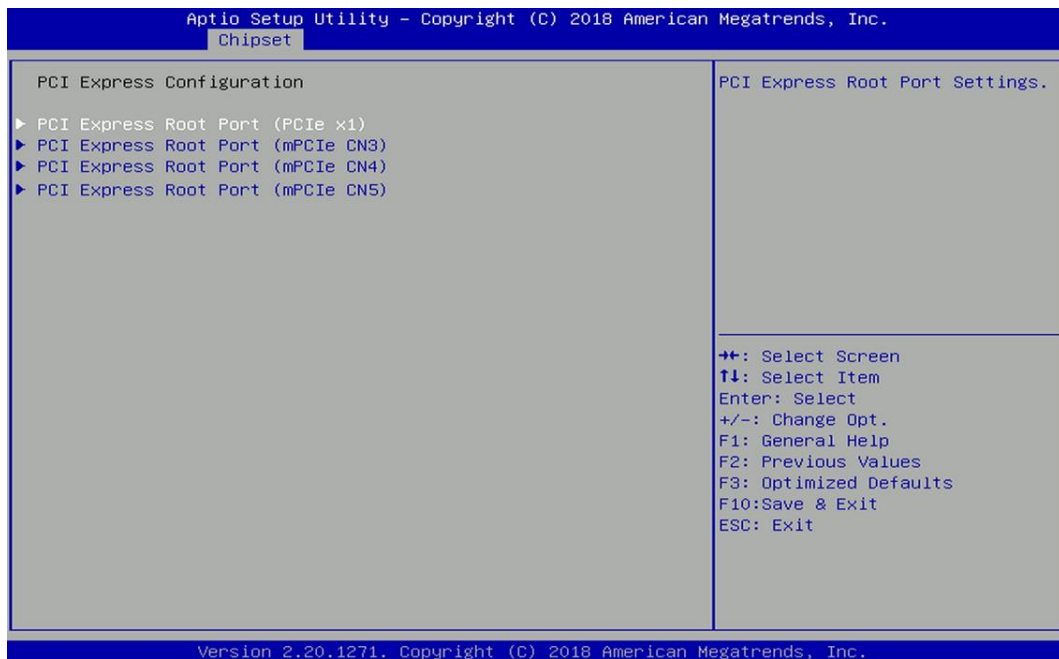 Aptio Setup Utility – Copyright (C) 2018 American Megatrends, Inc.
Chipset
PCI Express Configuration
▶ PCI Express Root Port (PCIe x1)
▶ PCI Express Root Port (mPCIe CN3)
▶ PCI Express Root Port (mPCIe CN4)
▶ PCI Express Root Port (mPCIe CN5)
PCI Express Root Port Settings.
→←: Select Screen
↑↓: Select Item
Enter: Select
+/-: Change Opt.
F1: General Help
F2: Previous Values
F3: Optimized Defaults
F10:Save & Exit
ESC: Exit
Version 2.20.1271. Copyright (C) 2018 American Megatrends, Inc.